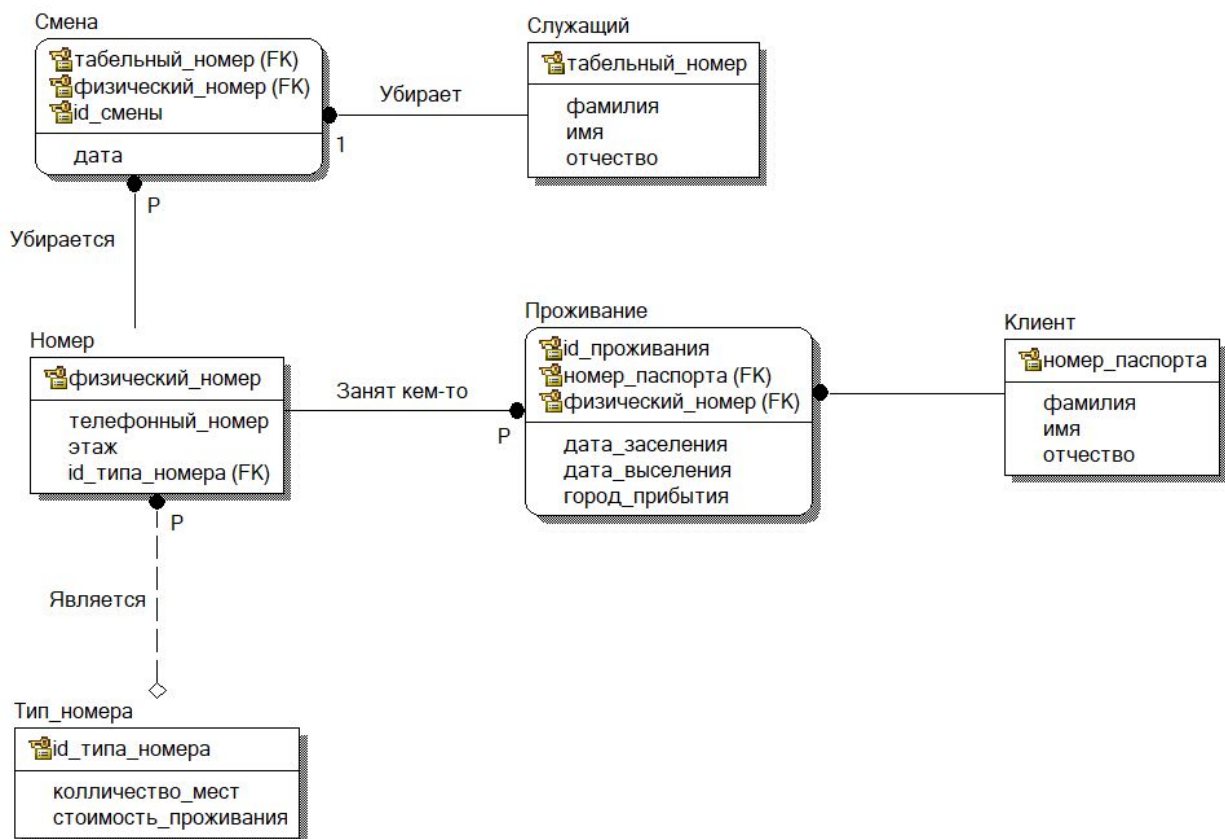 Смена
табельный_номер (FK)
физический_номер (FK)
id_смены
дата
Убирает
1
Служащий
табельный_номер
фамилия
имя
отчество
P
Убирается
Номер
физический_номер
телефонный_номер
этаж
id_типа_номера (FK)
Занят кем-то
P
Проживание
id_проживания
номер_паспорта (FK)
физический_номер (FK)
дата_заселения
дата_выселения
город_прибытия
Клиент
номер_паспорта
фамилия
имя
отчество
P
Является
Тип_номера
id_типа_номера
колличество_мест
стоимость_проживания